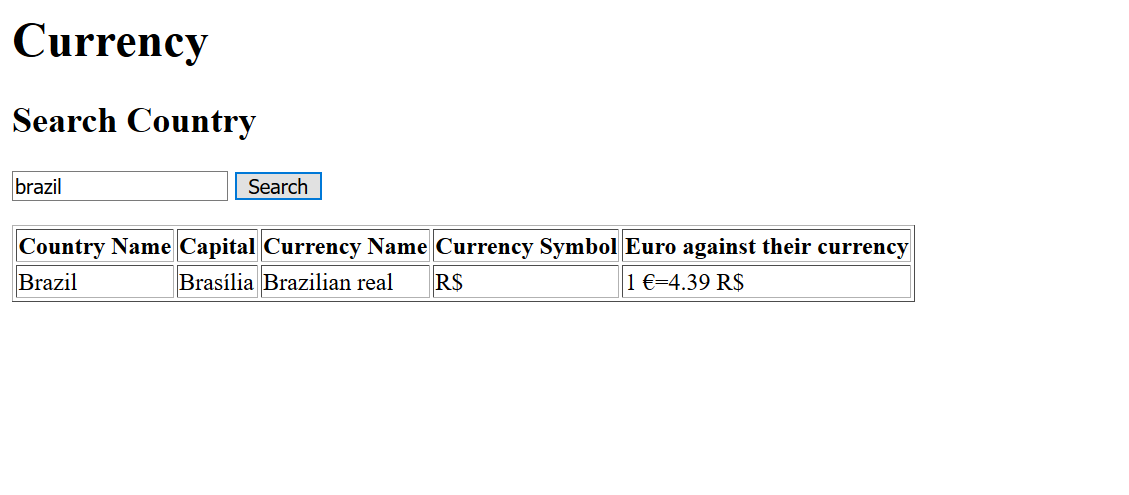 Currency
Search Country
brazil Search
Country Name Capital Currency Name Currency Symbol Euro against their currency
Brazil Brasília Brazilian real R$ 1 €=4.39 R$